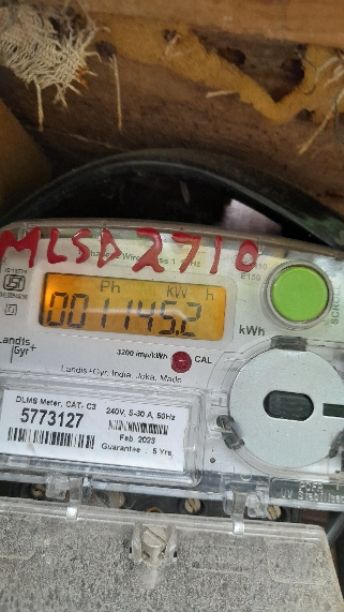 MLSD2710
Ph kW h
001145.2
kWh
Landis
Gyr+
3200 imp/kWh CAL
Landis+Gyr, India, Joka, Made
DLMS Meter, CAT. C3
5773127
240V, 5-30 A, 50Hz
Feb 2023
Guarantee : 5 Yrs